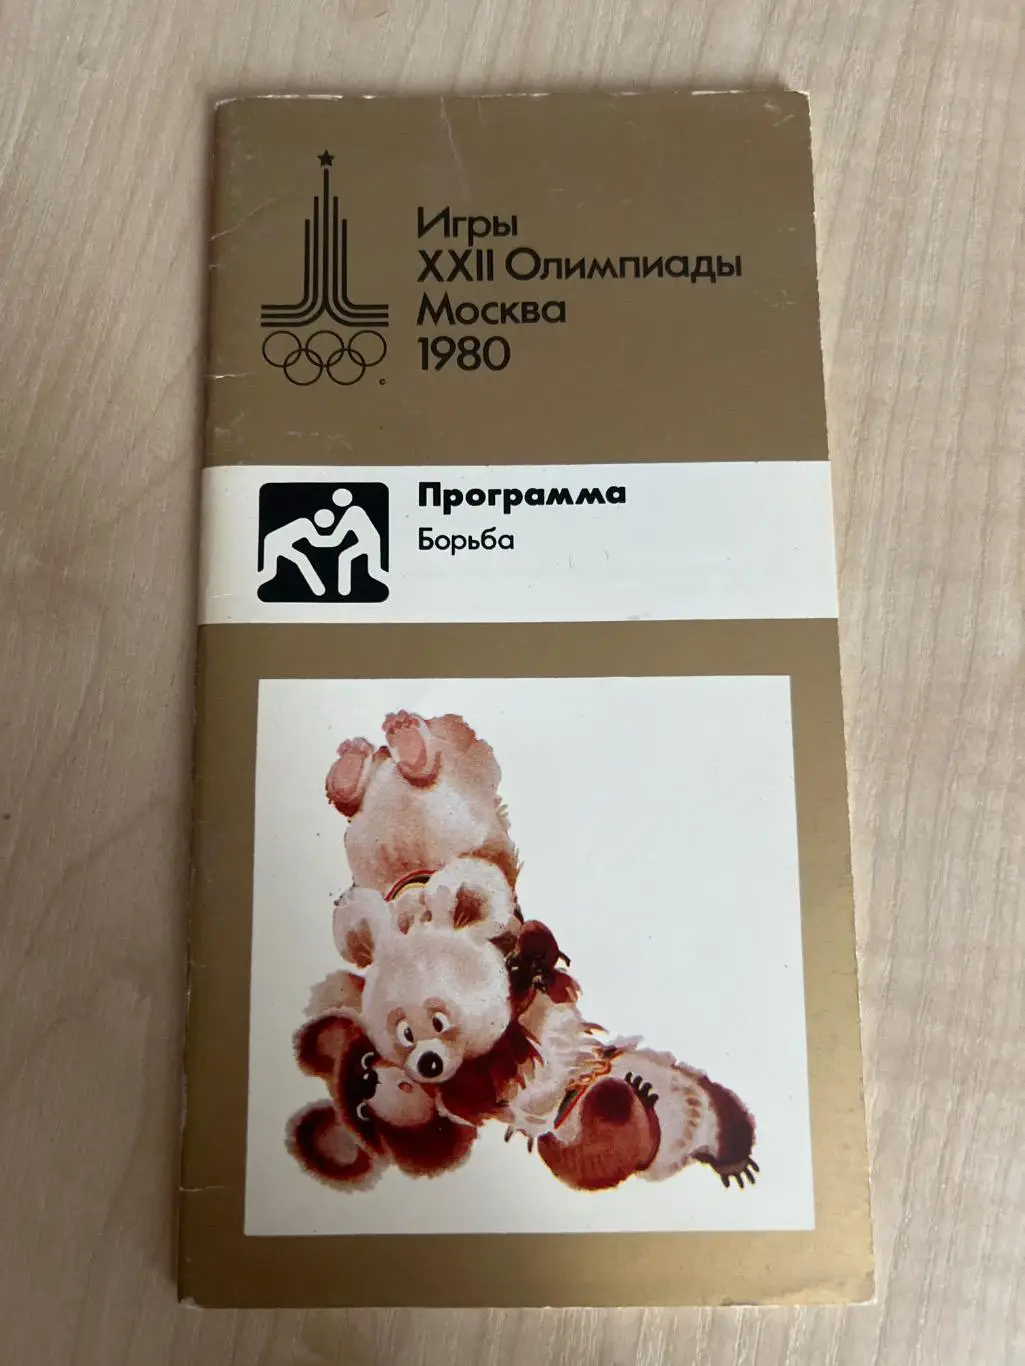 Игры
XXII Олимпиады
Москва
1980
©
Программа
Борьба